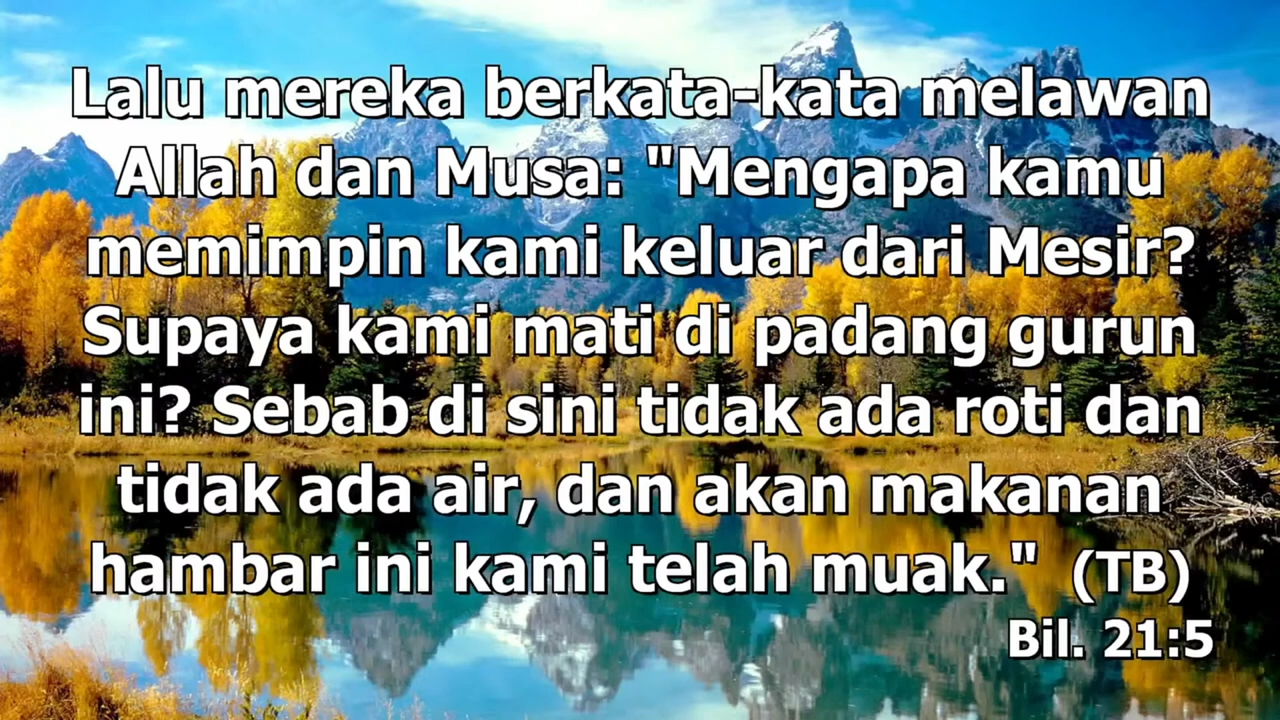 Lalu mereka berkata-kata melawan
Allah dan Musa: "Mengapa kamu
memimpin kami keluar dari Mesir?
Supaya kami mati di padang gurun
ini? Sebab di sini tidak ada roti dan
tidak ada air, dan akan makanan
hambar ini kami telah muak." (TB)
Bil. 21:5